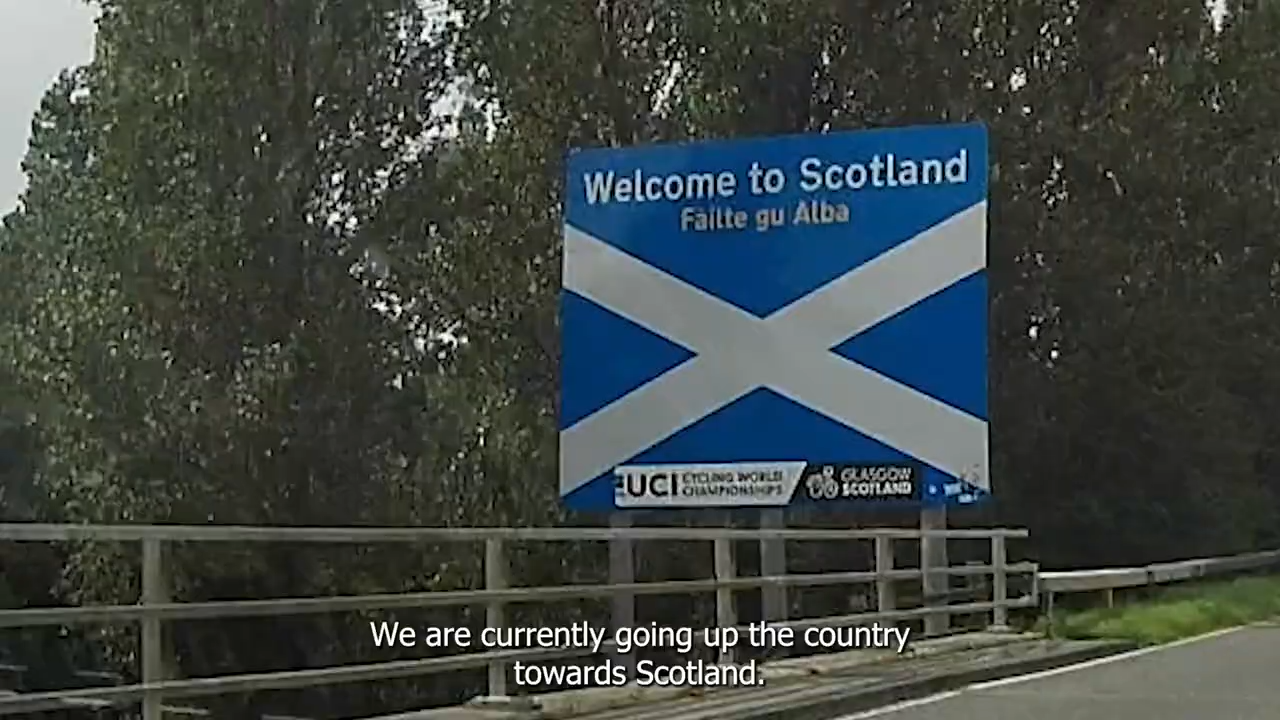 Welcome to Scotland
Fàilte gu Alba
UCI CYCLING WORLD
CHAMPIONSHIPS
GLASGOW
SCOTLAND
We are currently going up the country
towards Scotland.